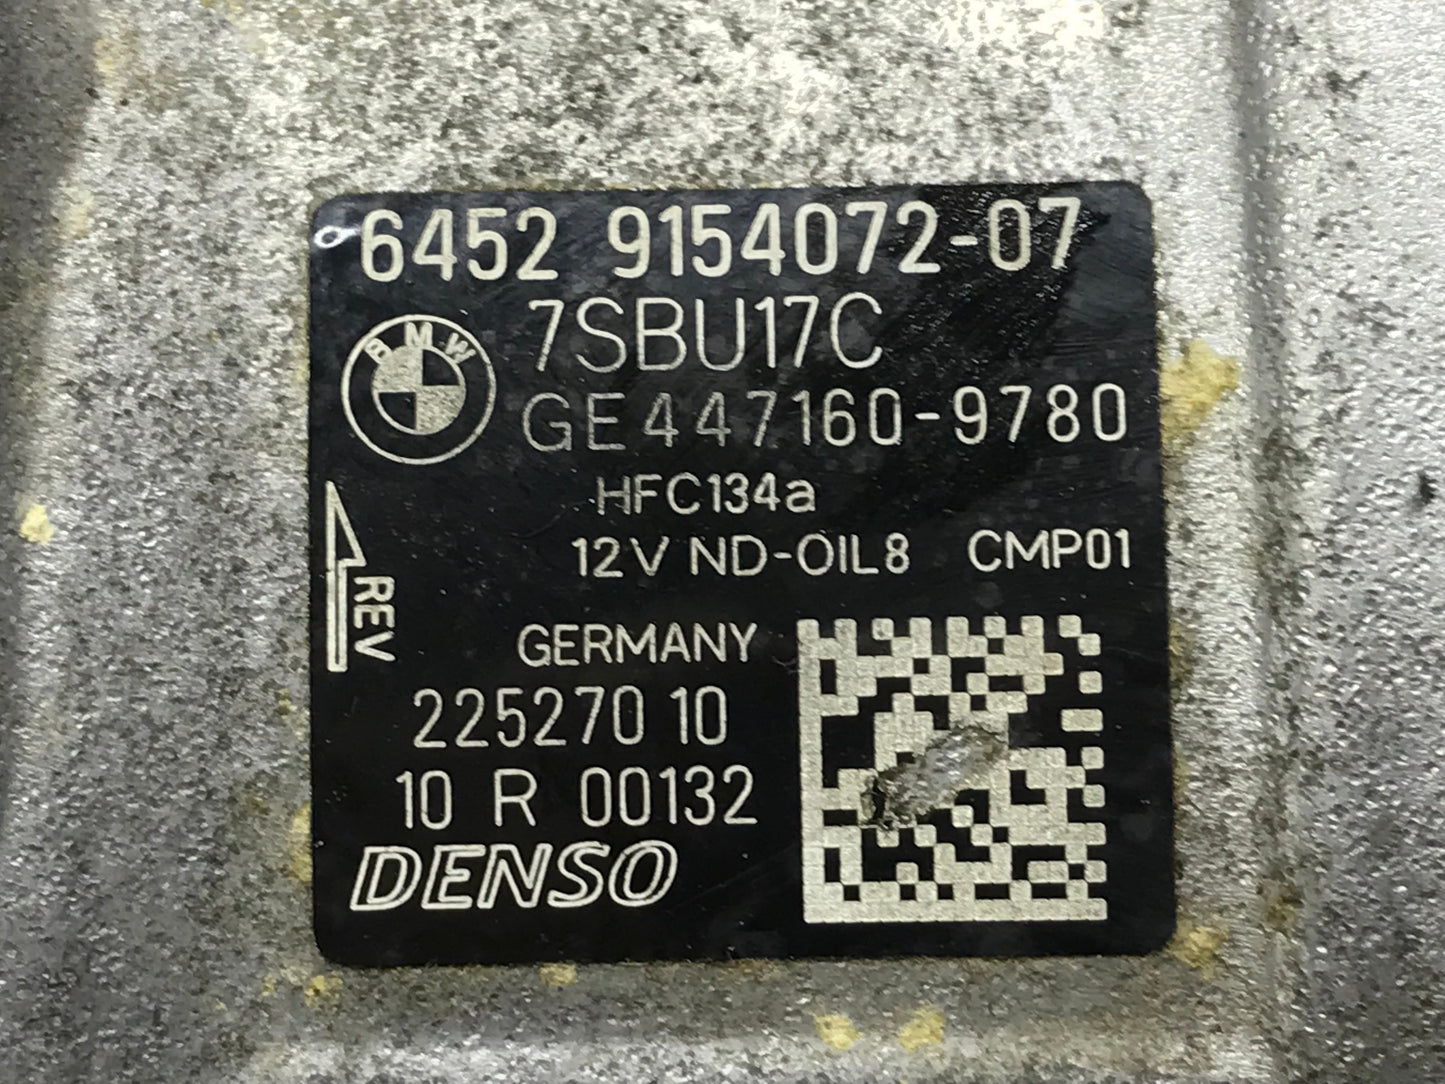 6452 9154072-07
7SBU17C
BMW
GE447160-9780
HFC134a
12V ND-OIL8 CMP01
REV
GERMANY
225270 10
10 R 00132
DENSO